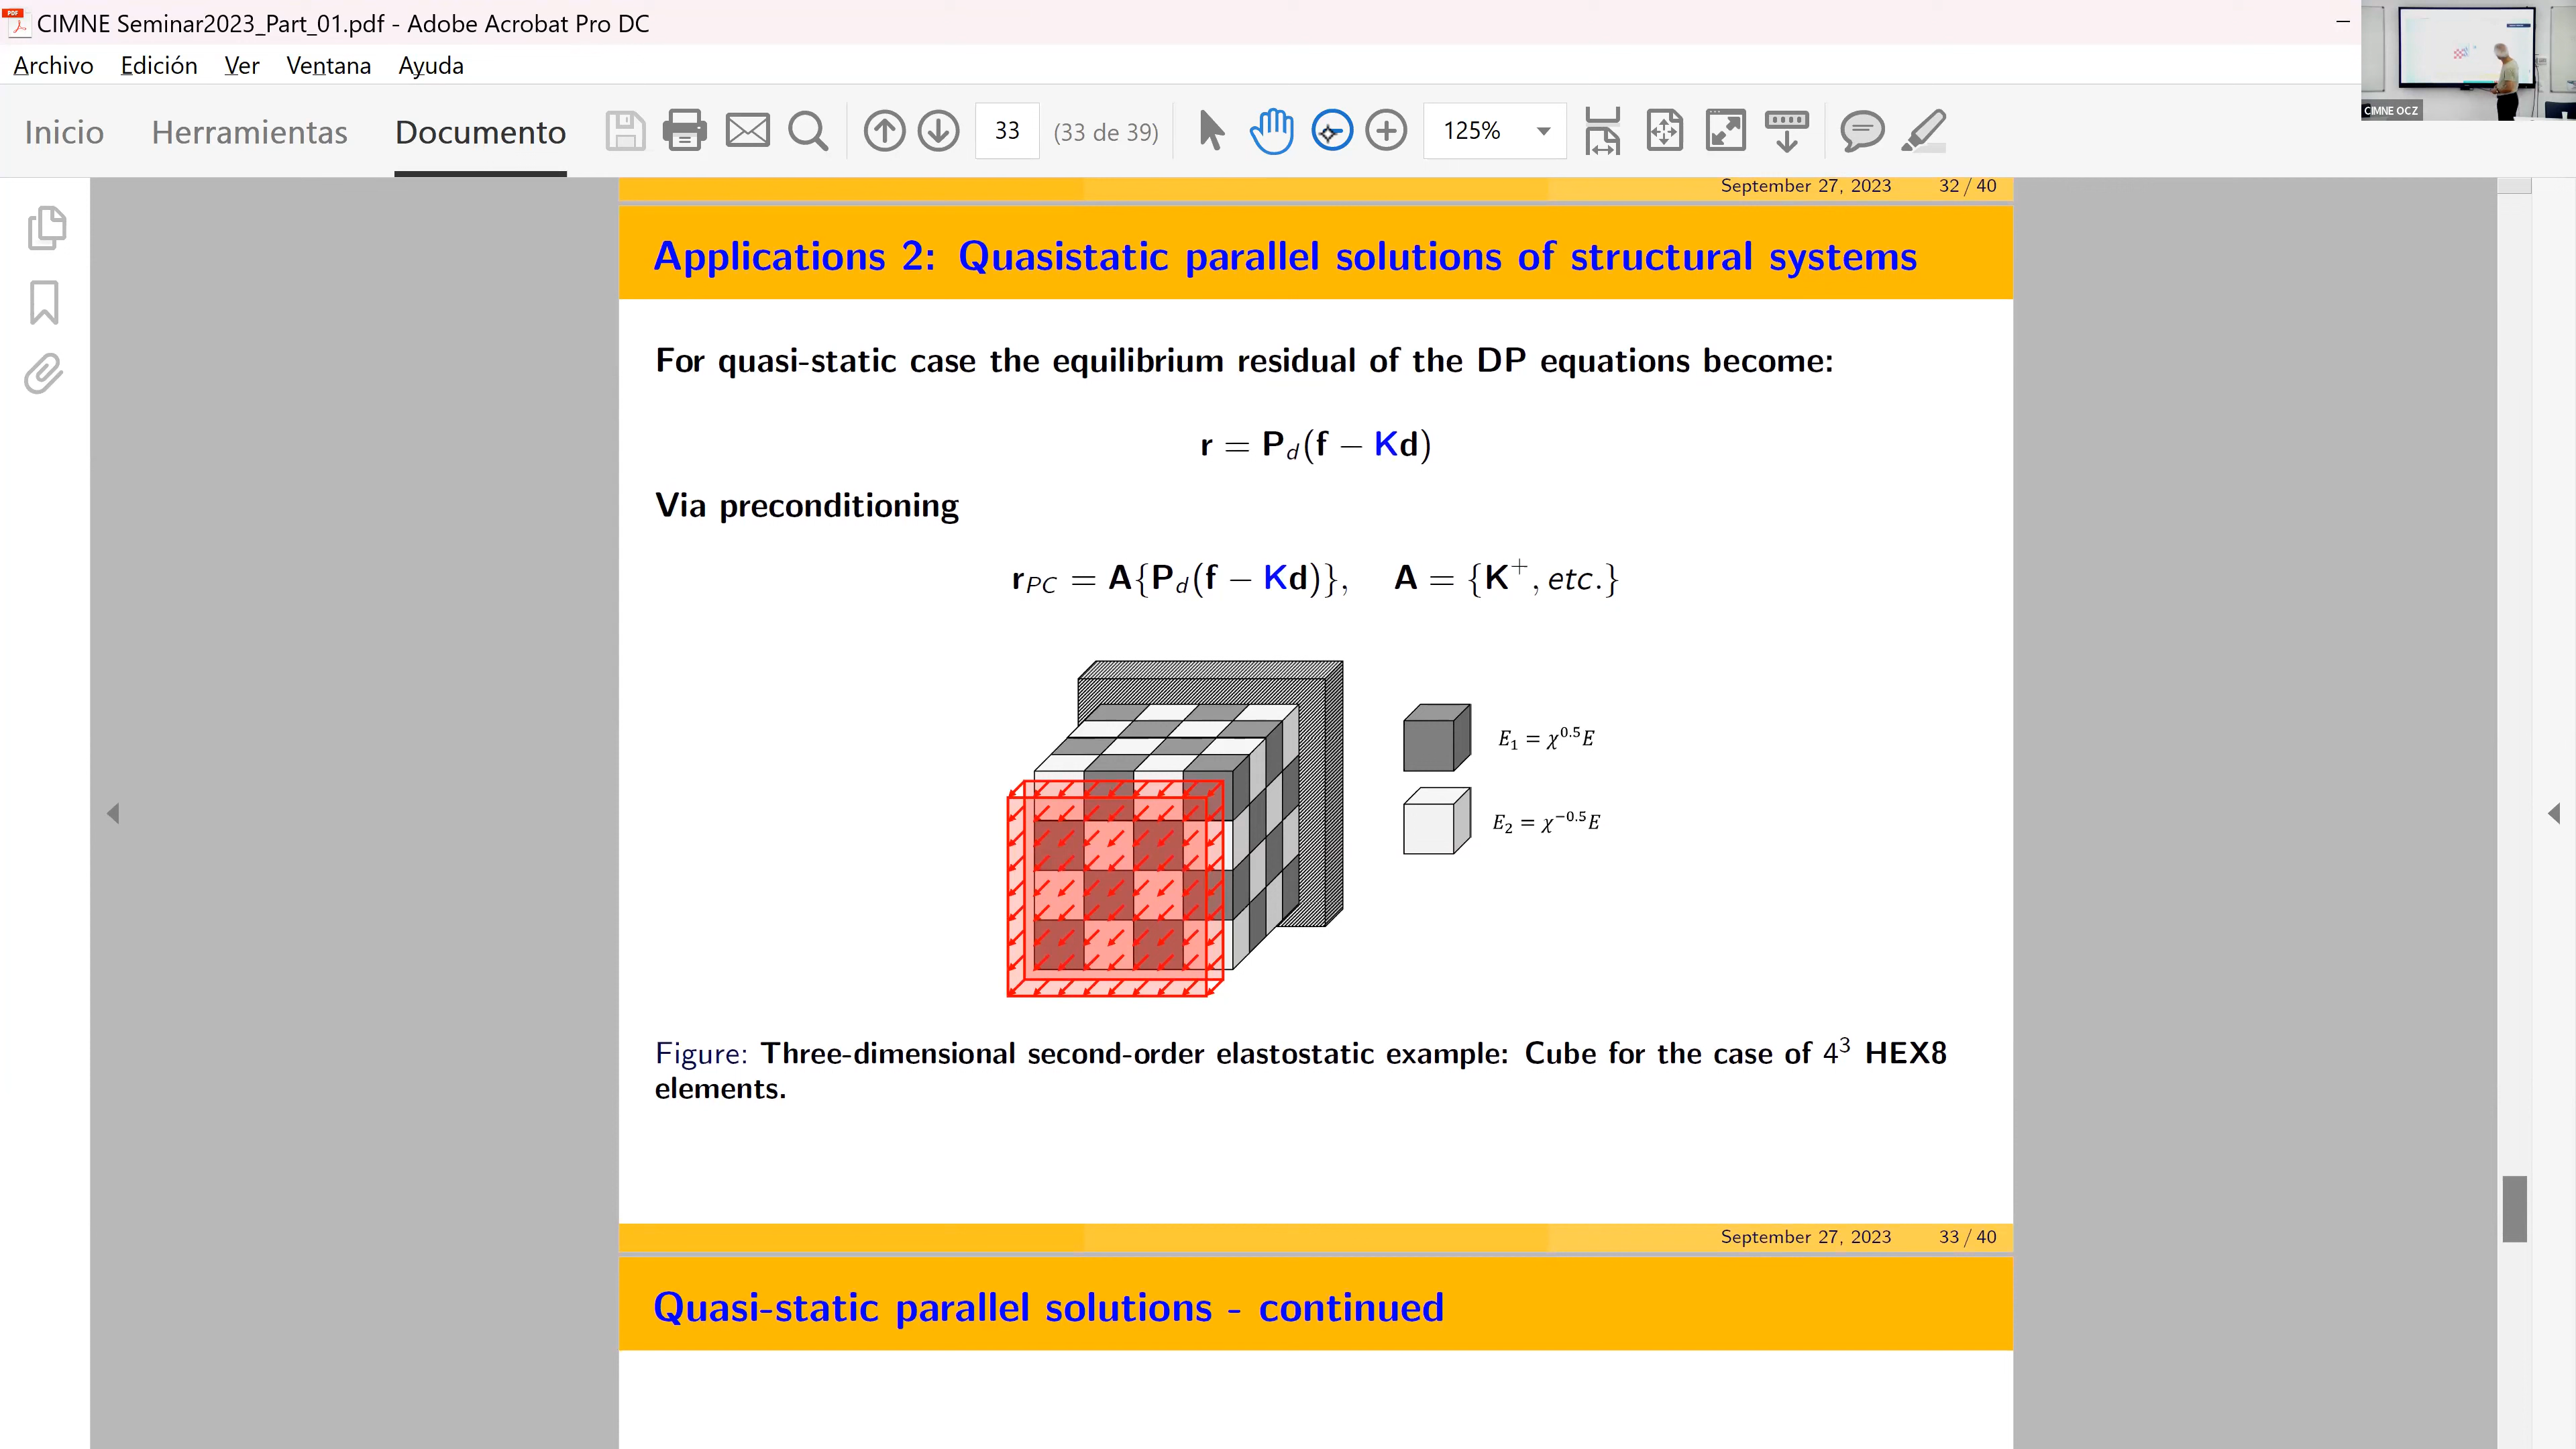 CIMNE Seminar2023_Part_01.pdf - Adobe Acrobat Pro DC
Archivo Edición Ver Ventana Ayuda
Inicio Herramientas Documento 33 (33 de 39) 125%
CIMNE OCZ
September 27, 2023 32 / 40
Applications 2: Quasistatic parallel solutions of structural systems
For quasi-static case the equilibrium residual of the DP equations become:
r = P_d(f − Kd)
Via preconditioning
r_PC = A{P_d(f − Kd)}, A = {K⁺, etc.}
E₁ = χ^0.5 E
E₂ = χ^−0.5 E
Figure: Three-dimensional second-order elastostatic example: Cube for the case of 4³ HEX8
elements.
September 27, 2023 33 / 40
Quasi-static parallel solutions - continued